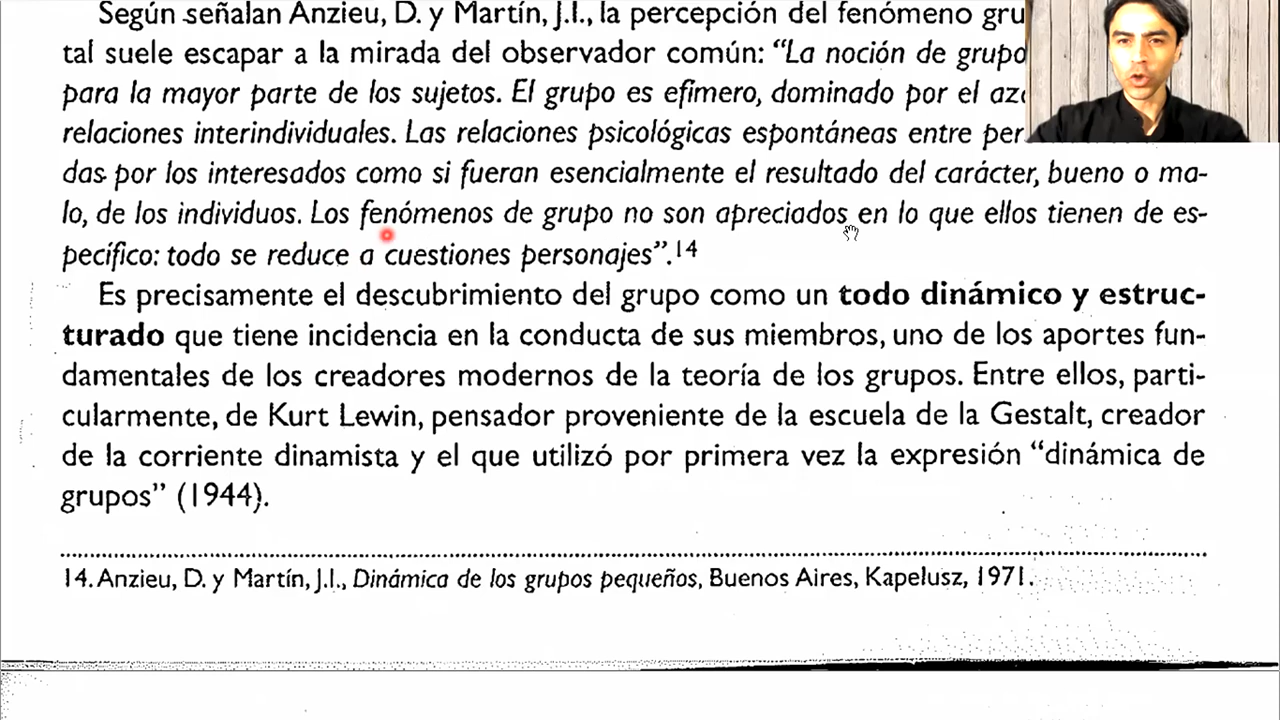 Según señalan Anzieu, D. y Martín, J.I., la percepción del fenómeno gru
tal suele escapar a la mirada del observador común: “La noción de grupo
para la mayor parte de los sujetos. El grupo es efímero, dominado por el
relaciones interindividuales. Las relaciones psicológicas espontáneas entre per
das por los interesados como si fueran esencialmente el resultado del carácter, bueno o ma-
lo, de los individuos. Los fenómenos de grupo no son apreciados en lo que ellos tienen de es-
pecífico: todo se reduce a cuestiones personajes”.14
Es precisamente el descubrimiento del grupo como un todo dinámico y estruc-
turado que tiene incidencia en la conducta de sus miembros, uno de los aportes fun-
damentales de los creadores modernos de la teoría de los grupos. Entre ellos, parti-
cularmente, de Kurt Lewin, pensador proveniente de la escuela de la Gestalt, creador
de la corriente dinamista y el que utilizó por primera vez la expresión “dinámica de
grupos” (1944).
14. Anzieu, D. y Martín, J.I., Dinámica de los grupos pequeños, Buenos Aires, Kapelusz, 1971.